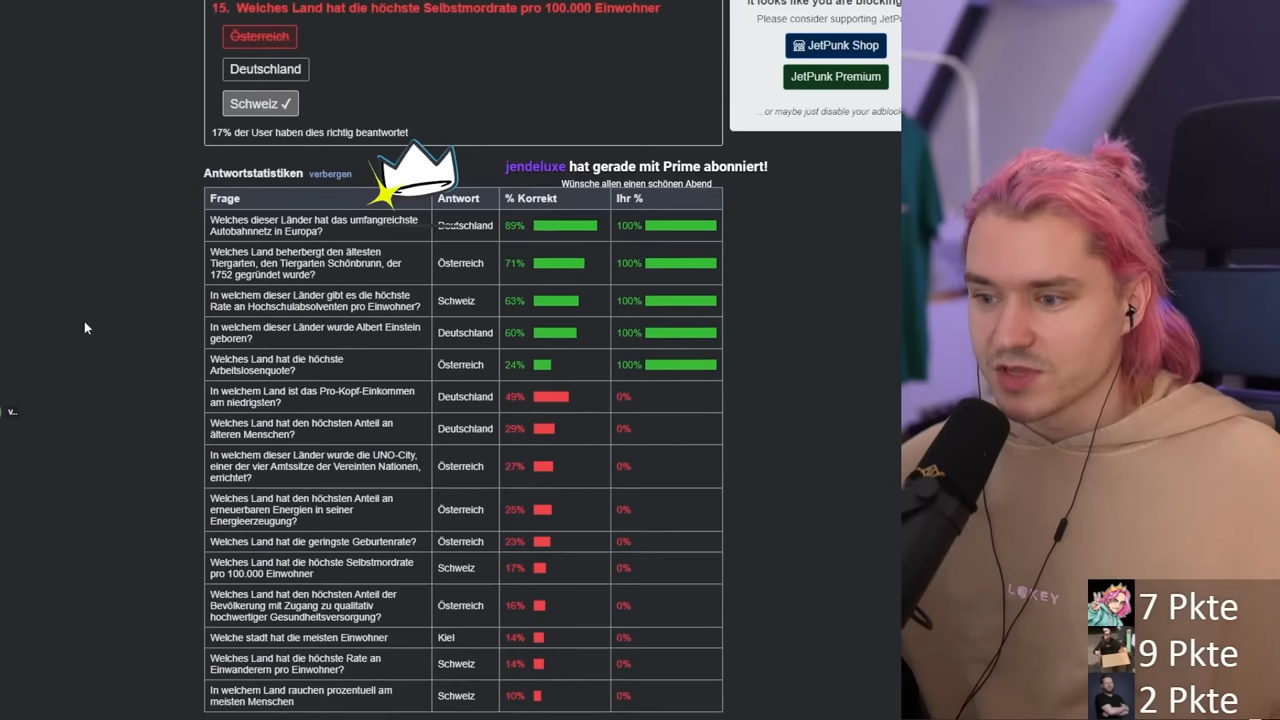 15. Welches Land hat die höchste Selbstmordrate pro 100.000 Einwohner
Österreich
Deutschland
Schweiz ✓
17% der User haben dies richtig beantwortet
It looks like you are blocking
Please consider supporting JetP
JetPunk Shop
JetPunk Premium
...or maybe just disable your adblock
Antwortstatistiken verbergen
jendeluxe hat gerade mit Prime abonniert!
Wünsche allen einen schönen Abend
Frage Antwort % Korrekt Ihr %
Welches dieser Länder hat das umfangreichste
Autobahnnetz in Europa?
Deutschland 89% 100%
Welches Land beherbergt den ältesten
Tiergarten, den Tiergarten Schönbrunn, der
1752 gegründet wurde?
Österreich 71% 100%
In welchem dieser Länder gibt es die höchste
Rate an Hochschulabsolventen pro Einwohner?
Schweiz 63% 100%
In welchem dieser Länder wurde Albert Einstein
geboren?
Deutschland 60% 100%
Welches Land hat die höchste
Arbeitslosenquote?
Österreich 24% 100%
In welchem Land ist das Pro-Kopf-Einkommen
am niedrigsten?
Deutschland 49% 0%
Welches Land hat den höchsten Anteil an
älteren Menschen?
Deutschland 29% 0%
In welchem dieser Länder wurde die UNO-City,
einer der vier Amtssitze der Vereinten Nationen,
errichtet?
Österreich 27% 0%
Welches Land hat den höchsten Anteil an
erneuerbaren Energien in seiner
Energieerzeugung?
Österreich 25% 0%
Welches Land hat die geringste Geburtenrate? Österreich 23% 0%
Welches Land hat die höchste Selbstmordrate
pro 100.000 Einwohner
Schweiz 17% 0%
Welches Land hat den höchsten Anteil der
Bevölkerung mit Zugang zu qualitativ
hochwertiger Gesundheitsversorgung?
Österreich 16% 0%
Welche stadt hat die meisten Einwohner Kiel 14% 0%
Welches Land hat die höchste Rate an
Einwanderern pro Einwohner?
Schweiz 14% 0%
In welchem Land rauchen prozentuell am
meisten Menschen
Schweiz 10% 0%
v...
LOKEY
7 Pkte
9 Pkte
2 Pkte